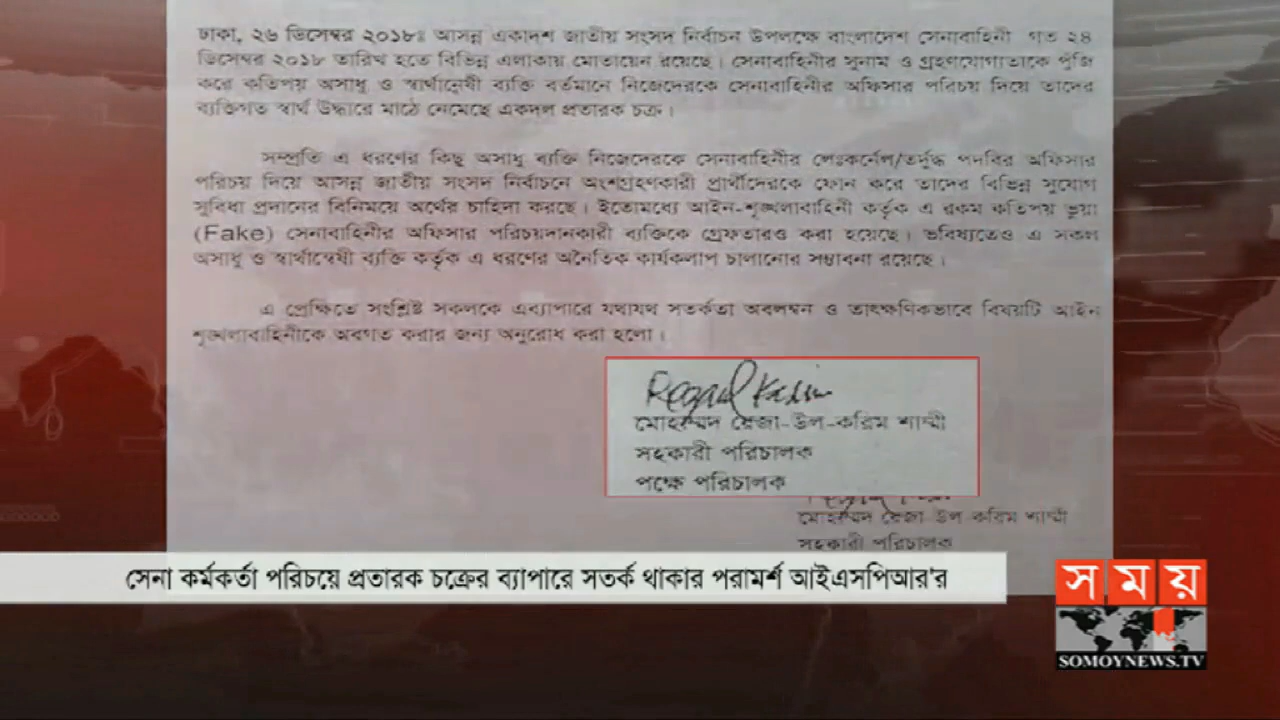 ঢাকা, ২৬ ডিসেম্বর ২০১৮ঃ আসন্ন একাদশ জাতীয় সংসদ নির্বাচন উপলক্ষে বাংলাদেশ সেনাবাহিনী গত ২৪
ডিসেম্বর ২০১৮ তারিখ হতে বিভিন্ন এলাকায় মোতায়েন রয়েছে। সেনাবাহিনীর সুনাম ও গ্রহণযোগ্যতাকে পুঁজি
করে কতিপয় অসাধু ও স্বার্থান্বেষী ব্যক্তি বর্তমানে নিজেদেরকে সেনাবাহিনীর অফিসার পরিচয় দিয়ে তাদের
ব্যক্তিগত স্বার্থ উদ্ধারে মাঠে নেমেছে একদল প্রতারক চক্র।
সম্প্রতি এ ধরণের কিছু অসাধু ব্যক্তি নিজেদেরকে সেনাবাহিনীর লেঃকর্নেল/তর্দুদ্ধ পদবির অফিসার
পরিচয় দিয়ে আসন্ন জাতীয় সংসদ নির্বাচনে অংশগ্রহণকারী প্রার্থীদেরকে ফোন করে তাদের বিভিন্ন সুযোগ
সুবিধা প্রদানের বিনিময়ে অর্থের চাহিদা করছে। ইতোমধ্যে আইন-শৃঙ্খলাবাহিনী কর্তৃক এ রকম কতিপয় ভুয়া
(Fake) সেনাবাহিনীর অফিসার পরিচয়দানকারী ব্যক্তিকে গ্রেফতারও করা হয়েছে। ভবিষ্যতেও এ সকল
অসাধু ও স্বার্থান্বেষী ব্যক্তি কর্তৃক এ ধরণের অনৈতিক কার্যকলাপ চালানোর সম্ভাবনা রয়েছে।
এ প্রেক্ষিতে সংশ্লিষ্ট সকলকে এব্যাপারে যথাযথ সতর্কতা অবলম্বন ও তাৎক্ষণিকভাবে বিষয়টি আইন
শৃঙ্খলাবাহিনীকে অবগত করার জন্য অনুরোধ করা হলো।
মোহাম্মদ রেজা-উল-করিম শাম্মী
সহকারী পরিচালক
পক্ষে পরিচালক
মোহাম্মদ রেজা-উল-করিম শাম্মী
সহকারী পরিচালক
সেনা কর্মকর্তা পরিচয়ে প্রতারক চক্রের ব্যাপারে সতর্ক থাকার পরামর্শ আইএসপিআর'র
সময়
SOMOYNEWS.TV